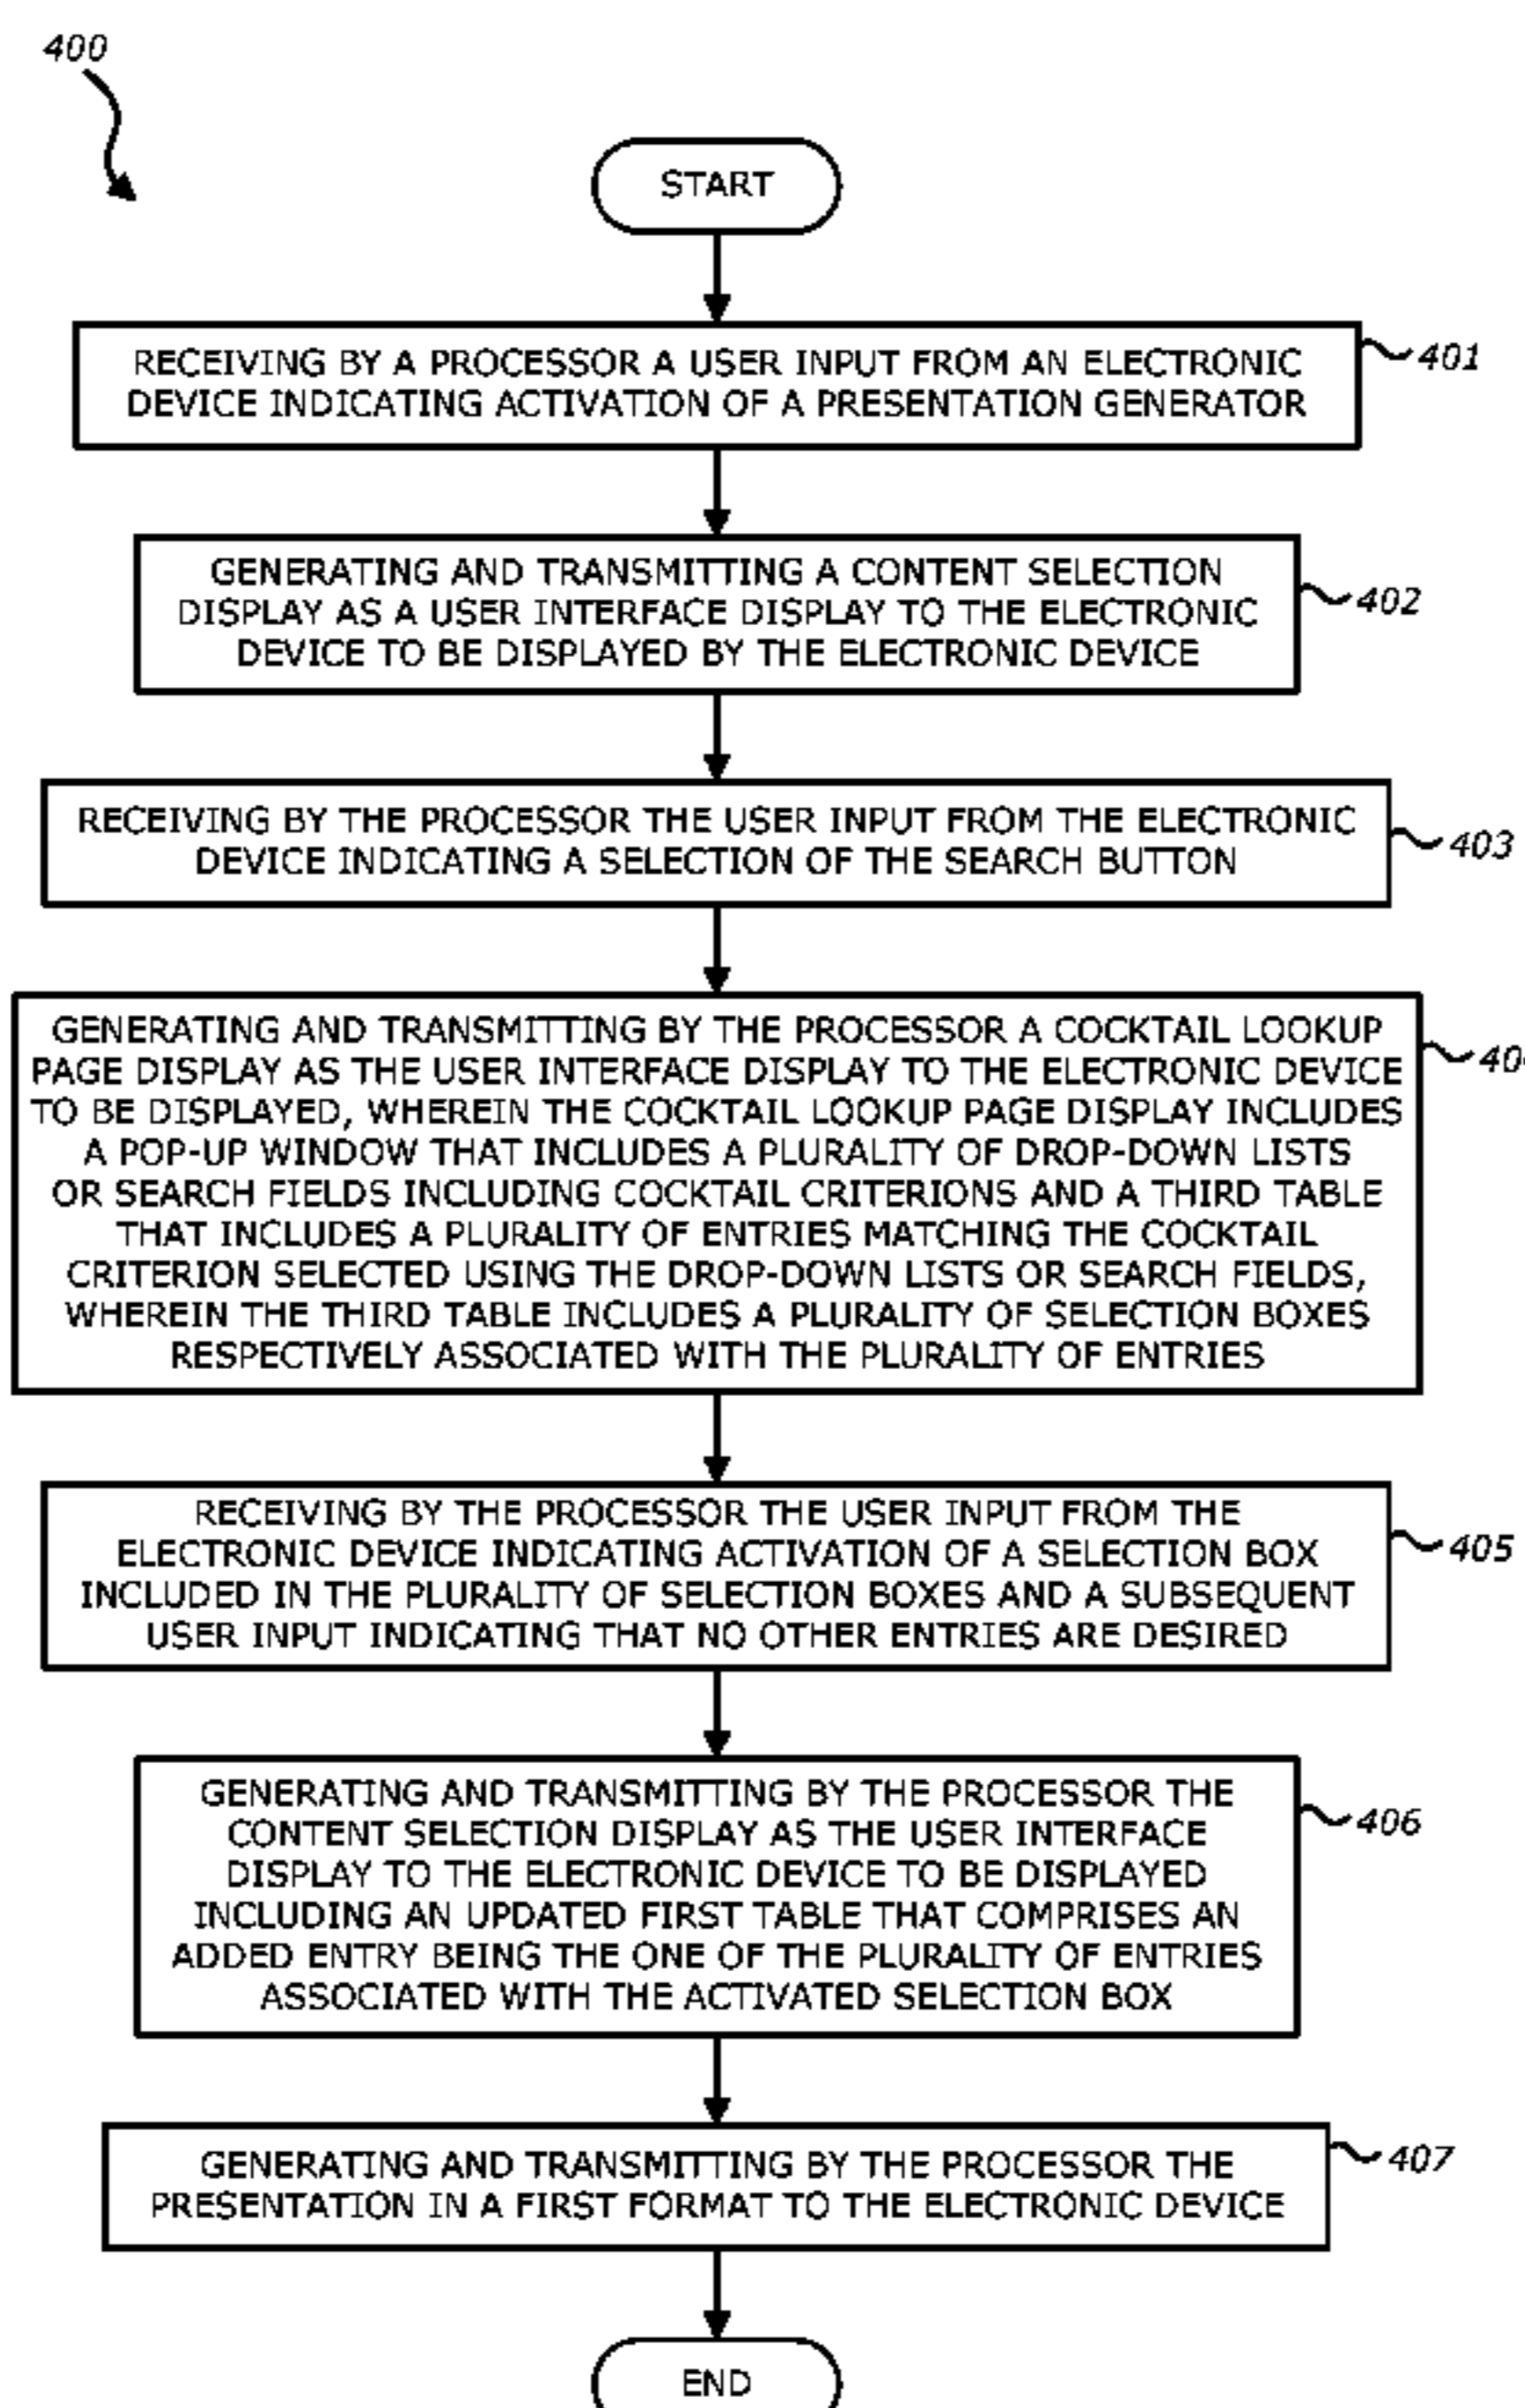 400
START
RECEIVING BY A PROCESSOR A USER INPUT FROM AN ELECTRONIC
DEVICE INDICATING ACTIVATION OF A PRESENTATION GENERATOR
401
GENERATING AND TRANSMITTING A CONTENT SELECTION
DISPLAY AS A USER INTERFACE DISPLAY TO THE ELECTRONIC
DEVICE TO BE DISPLAYED BY THE ELECTRONIC DEVICE
402
RECEIVING BY THE PROCESSOR THE USER INPUT FROM THE ELECTRONIC
DEVICE INDICATING A SELECTION OF THE SEARCH BUTTON
403
GENERATING AND TRANSMITTING BY THE PROCESSOR A COCKTAIL LOOKUP
PAGE DISPLAY AS THE USER INTERFACE DISPLAY TO THE ELECTRONIC DEVICE
TO BE DISPLAYED, WHEREIN THE COCKTAIL LOOKUP PAGE DISPLAY INCLUDES
A POP-UP WINDOW THAT INCLUDES A PLURALITY OF DROP-DOWN LISTS
OR SEARCH FIELDS INCLUDING COCKTAIL CRITERIONS AND A THIRD TABLE
THAT INCLUDES A PLURALITY OF ENTRIES MATCHING THE COCKTAIL
CRITERION SELECTED USING THE DROP-DOWN LISTS OR SEARCH FIELDS,
WHEREIN THE THIRD TABLE INCLUDES A PLURALITY OF SELECTION BOXES
RESPECTIVELY ASSOCIATED WITH THE PLURALITY OF ENTRIES
RECEIVING BY THE PROCESSOR THE USER INPUT FROM THE
ELECTRONIC DEVICE INDICATING ACTIVATION OF A SELECTION BOX
INCLUDED IN THE PLURALITY OF SELECTION BOXES AND A SUBSEQUENT
USER INPUT INDICATING THAT NO OTHER ENTRIES ARE DESIRED
405
GENERATING AND TRANSMITTING BY THE PROCESSOR THE
CONTENT SELECTION DISPLAY AS THE USER INTERFACE
DISPLAY TO THE ELECTRONIC DEVICE TO BE DISPLAYED
INCLUDING AN UPDATED FIRST TABLE THAT COMPRISES AN
ADDED ENTRY BEING THE ONE OF THE PLURALITY OF ENTRIES
ASSOCIATED WITH THE ACTIVATED SELECTION BOX
406
GENERATING AND TRANSMITTING BY THE PROCESSOR THE
PRESENTATION IN A FIRST FORMAT TO THE ELECTRONIC DEVICE
407
END